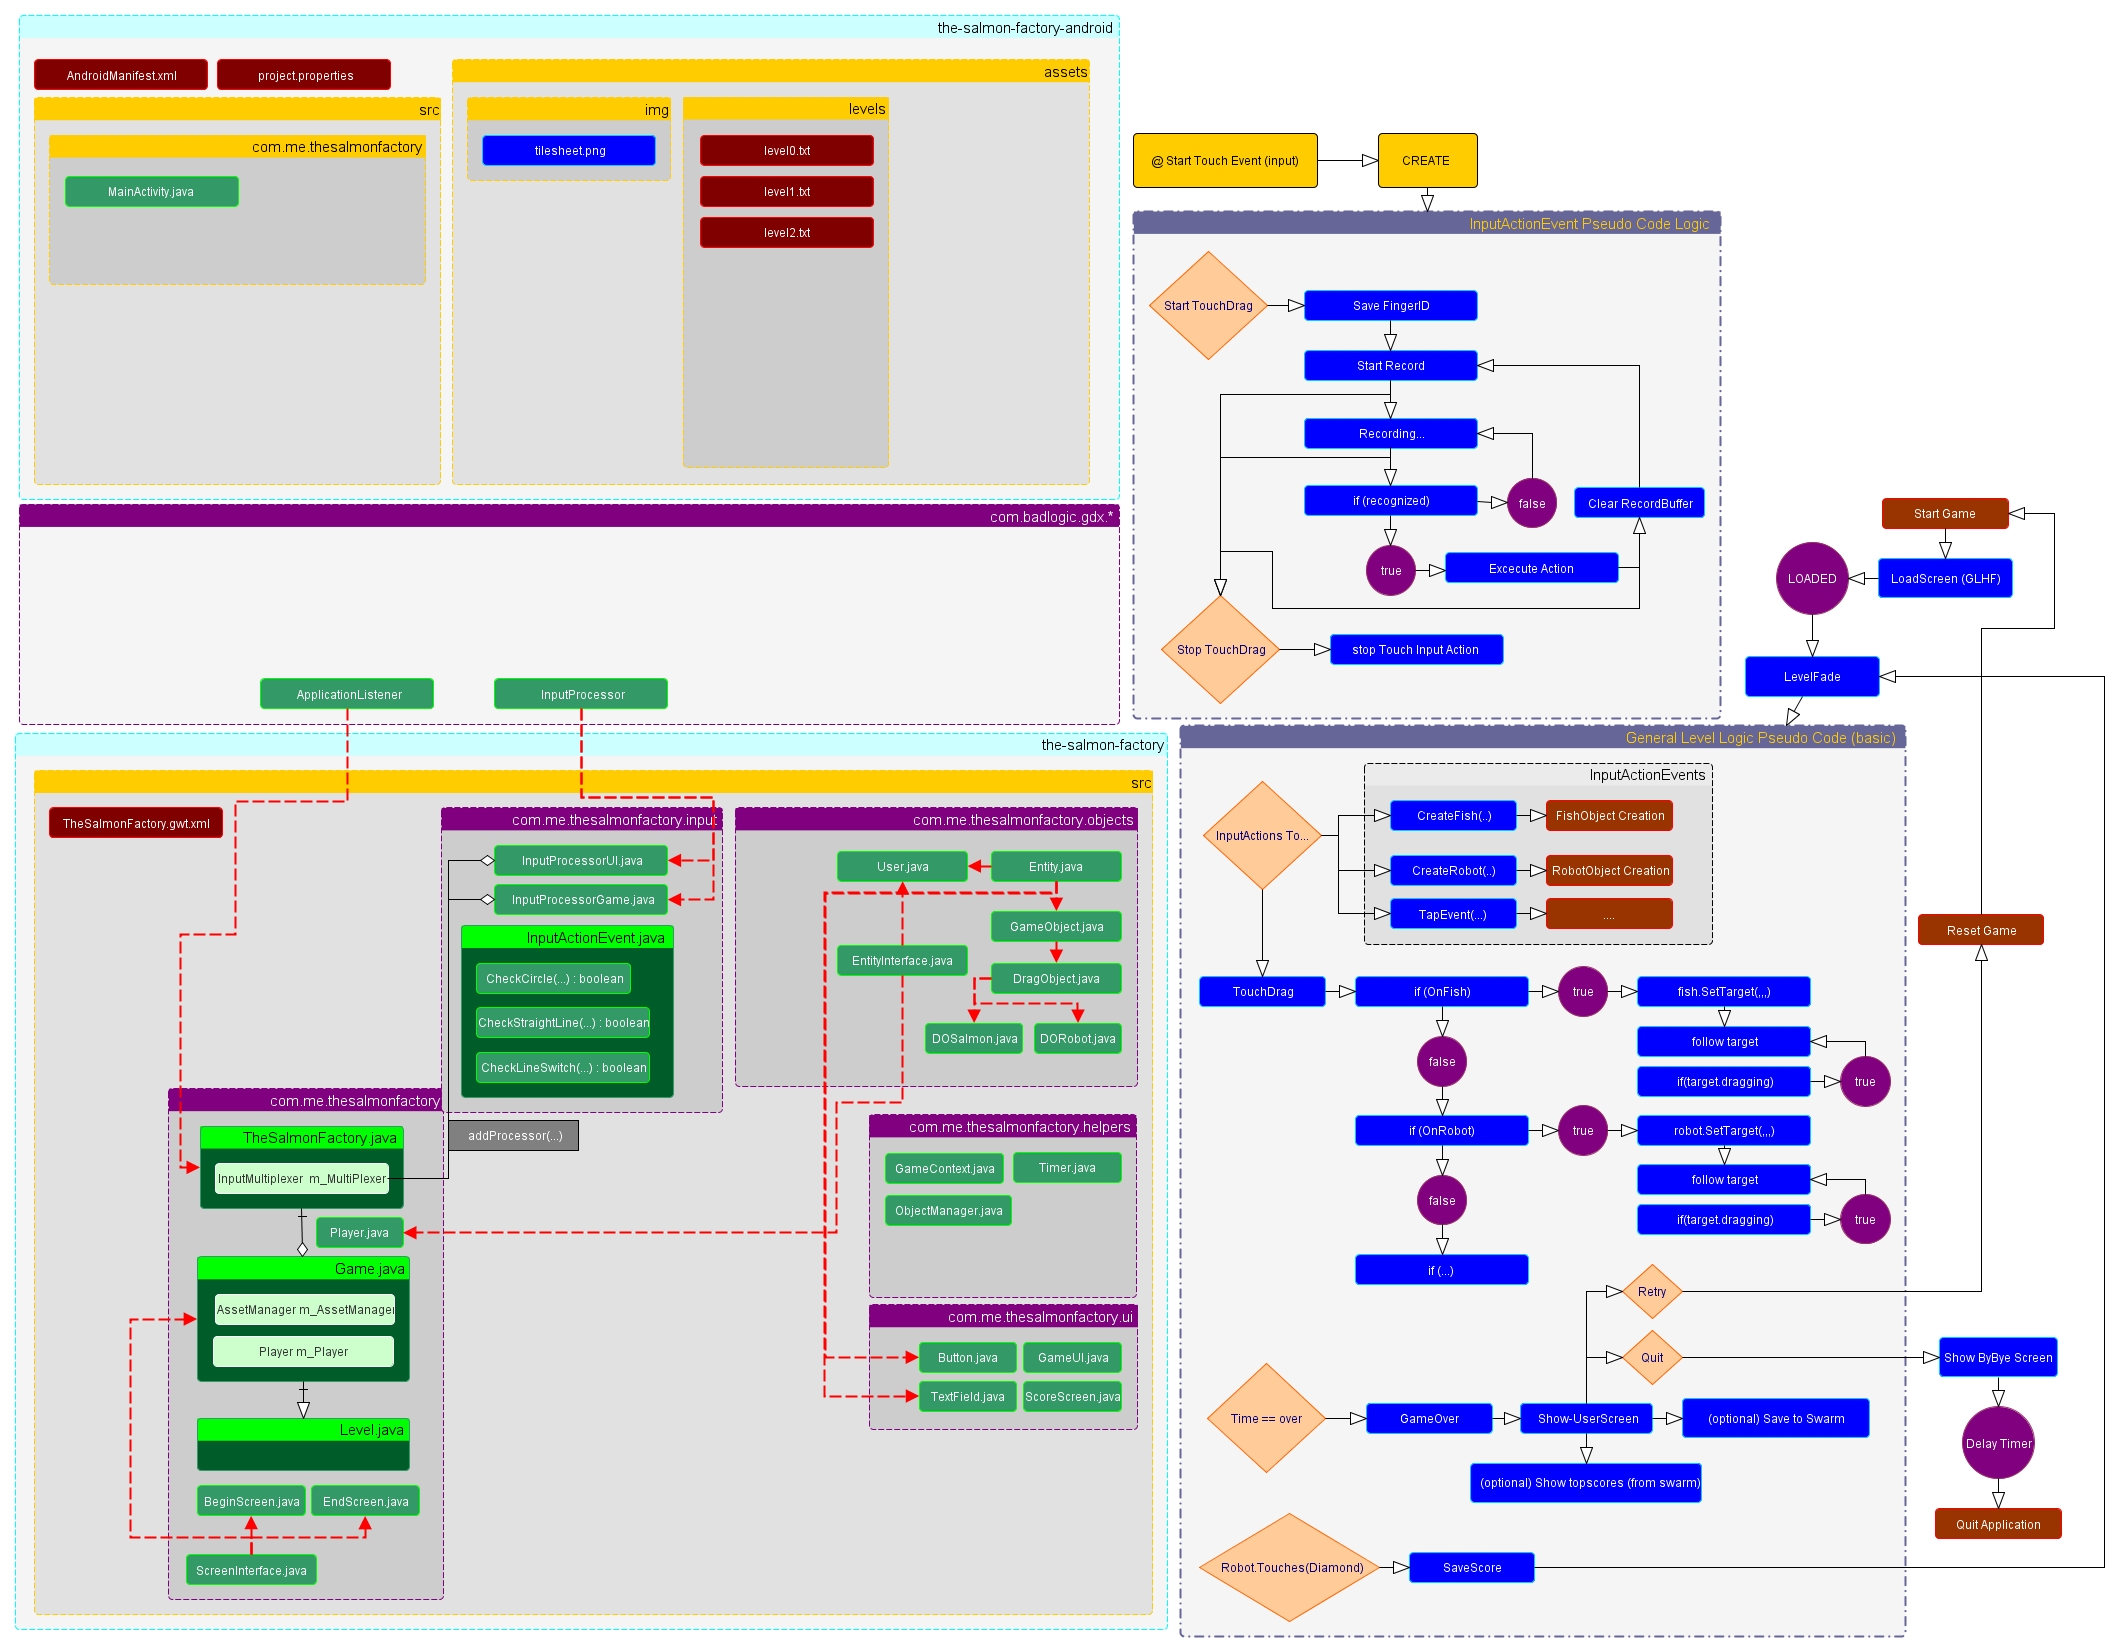 the-salmon-factory-android
AndroidManifest.xml
project.properties
src
com.me.thesalmonfactory
MainActivity.java
assets
img
tilesheet.png
levels
level0.txt
level1.txt
level2.txt
com.badlogic.gdx.*
ApplicationListener
InputProcessor
the-salmon-factory
src
TheSalmonFactory.gwt.xml
com.me.thesalmonfactory.input
InputProcessorUI.java
InputProcessorGame.java
InputActionEvent.java
CheckCircle(...) : boolean
CheckStraightLine(...) : boolean
CheckLineSwitch(...) : boolean
com.me.thesalmonfactory.objects
User.java
Entity.java
GameObject.java
EntityInterface.java
DragObject.java
DOSalmon.java
DORobot.java
com.me.thesalmonfactory
TheSalmonFactory.java
InputMultiplexer m_MultiPlexer
addProcessor(...)
Player.java
Game.java
AssetManager m_AssetManager
Player m_Player
Level.java
BeginScreen.java
EndScreen.java
ScreenInterface.java
com.me.thesalmonfactory.helpers
GameContext.java
Timer.java
ObjectManager.java
com.me.thesalmonfactory.ui
Button.java
GameUI.java
TextField.java
ScoreScreen.java
@ Start Touch Event (input)
CREATE
InputActionEvent Pseudo Code Logic
Start TouchDrag
Save FingerID
Start Record
Recording...
if (recognized)
false
Clear RecordBuffer
true
Excecute Action
Stop TouchDrag
stop Touch Input Action
Start Game
LOADED
LoadScreen (GLHF)
LevelFade
General Level Logic Pseudo Code (basic)
InputActionEvents
InputActions To...
CreateFish(..)
FishObject Creation
CreateRobot(..)
RobotObject Creation
TapEvent(...)
....
Reset Game
TouchDrag
if (OnFish)
true
fish.SetTarget(,,,)
follow target
false
if(target.dragging)
true
if (OnRobot)
true
robot.SetTarget(,,,)
follow target
false
if(target.dragging)
true
if (...)
Retry
Quit
Show ByBye Screen
Time == over
GameOver
Show-UserScreen
(optional) Save to Swarm
Delay Timer
(optional) Show topscores (from swarm)
Quit Application
Robot.Touches(Diamond)
SaveScore